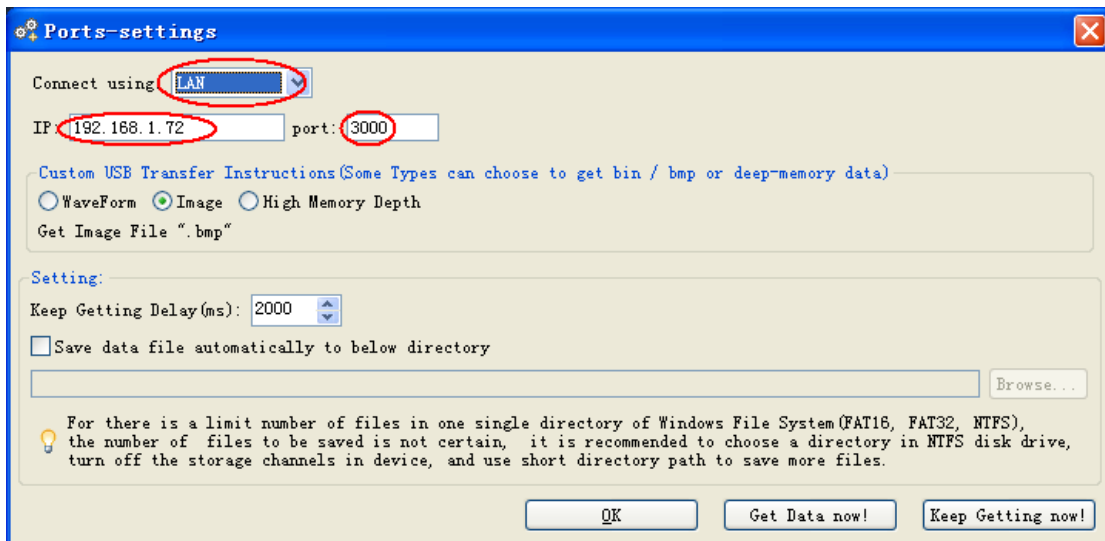 Ports-settings
Connect using: LAN
IP: 192.168.1.72 port: 3000
Custom USB Transfer Instructions(Some Types can choose to get bin / bmp or deep-memory data)
WaveForm Image High Memory Depth
Get Image File ".bmp"
Setting:
Keep Getting Delay(ms): 2000
Save data file automatically to below directory
Browse...
For there is a limit number of files in one single directory of Windows File System(FAT16, FAT32, NTFS),
the number of files to be saved is not certain, it is recommended to choose a directory in NTFS disk drive,
turn off the storage channels in device, and use short directory path to save more files.
OK Get Data now! Keep Getting now!